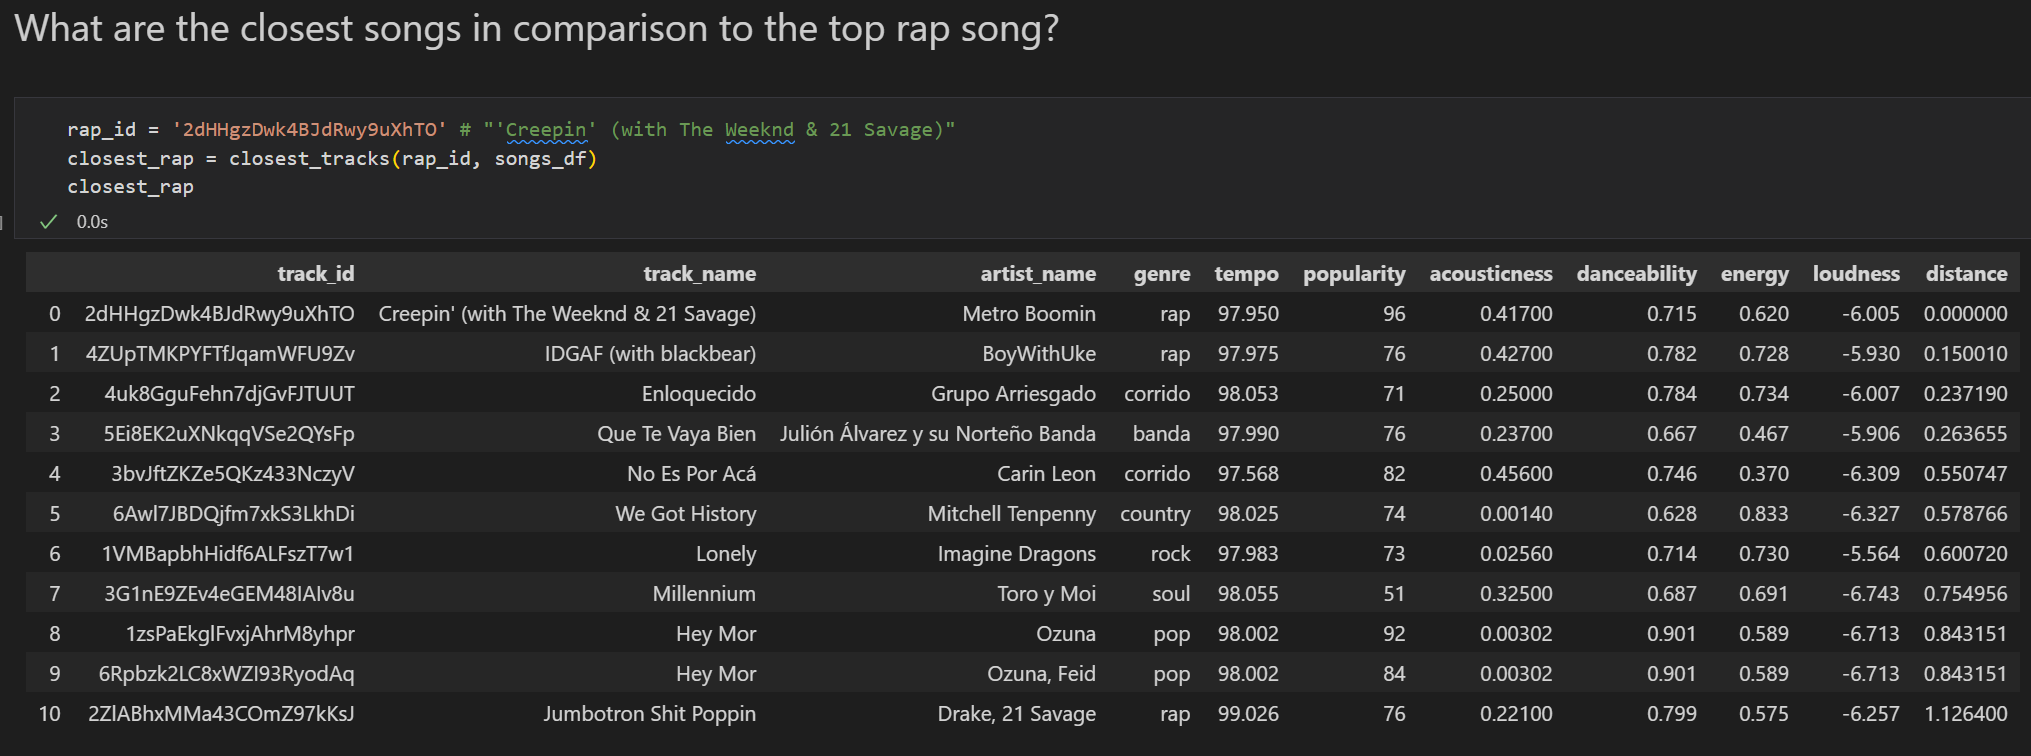 What are the closest songs in comparison to the top rap song?
rap_id = '2dHHgzDwk4BJdRwy9uXhTO' # "'Creepin' (with The Weeknd & 21 Savage)"
closest_rap = closest_tracks(rap_id, songs_df)
closest_rap
0.0s
track_id track_name artist_name genre tempo popularity acousticness danceability energy loudness distance
0 2dHHgzDwk4BJdRwy9uXhTO Creepin' (with The Weeknd & 21 Savage) Metro Boomin rap 97.950 96 0.41700 0.715 0.620 -6.005 0.000000
1 4ZUpTMKPYFTfJqamWFU9Zv IDGAF (with blackbear) BoyWithUke rap 97.975 76 0.42700 0.782 0.728 -5.930 0.150010
2 4uk8GguFehn7djGvFJTUUT Enloquecido Grupo Arriesgado corrido 98.053 71 0.25000 0.784 0.734 -6.007 0.237190
3 5Ei8EK2uXNkqqVSe2QYsFp Que Te Vaya Bien Julión Álvarez y su Norteño Banda banda 97.990 76 0.23700 0.667 0.467 -5.906 0.263655
4 3bvJftZKZe5QKz433NczyV No Es Por Acá Carin Leon corrido 97.568 82 0.45600 0.746 0.370 -6.309 0.550747
5 6Awl7JBDQjfm7xkS3LkhDi We Got History Mitchell Tenpenny country 98.025 74 0.00140 0.628 0.833 -6.327 0.578766
6 1VMBapbhHidf6ALFszT7w1 Lonely Imagine Dragons rock 97.983 73 0.02560 0.714 0.730 -5.564 0.600720
7 3G1nE9ZEv4eGEM48IAIv8u Millennium Toro y Moi soul 98.055 51 0.32500 0.687 0.691 -6.743 0.754956
8 1zsPaEkglFvxjAhrM8yhpr Hey Mor Ozuna pop 98.002 92 0.00302 0.901 0.589 -6.713 0.843151
9 6Rpbzk2LC8xWZI93RyodAq Hey Mor Ozuna, Feid pop 98.002 84 0.00302 0.901 0.589 -6.713 0.843151
10 2ZlABhxMMa43COmZ97kKsJ Jumbotron Shit Poppin Drake, 21 Savage rap 99.026 76 0.22100 0.799 0.575 -6.257 1.126400